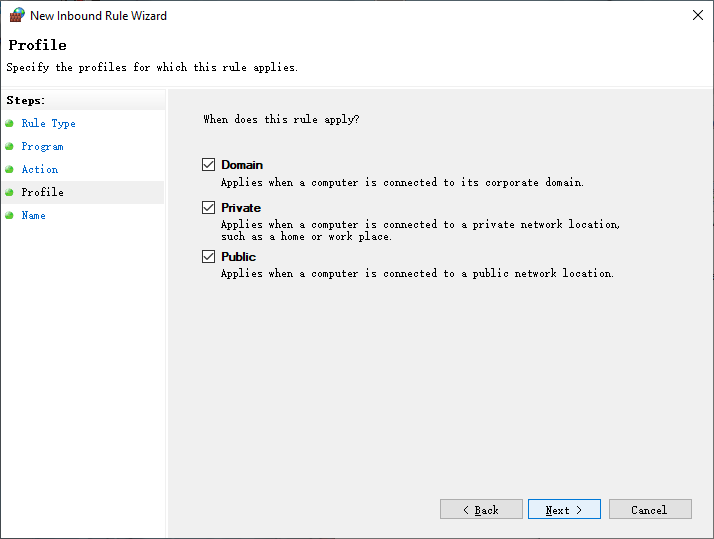 New Inbound Rule Wizard
Profile
Specify the profiles for which this rule applies.
Steps:
Rule Type
Program
Action
Profile
Name
When does this rule apply?
Domain
Applies when a computer is connected to its corporate domain.
Private
Applies when a computer is connected to a private network location,
such as a home or work place.
Public
Applies when a computer is connected to a public network location.
< Back
Next >
Cancel